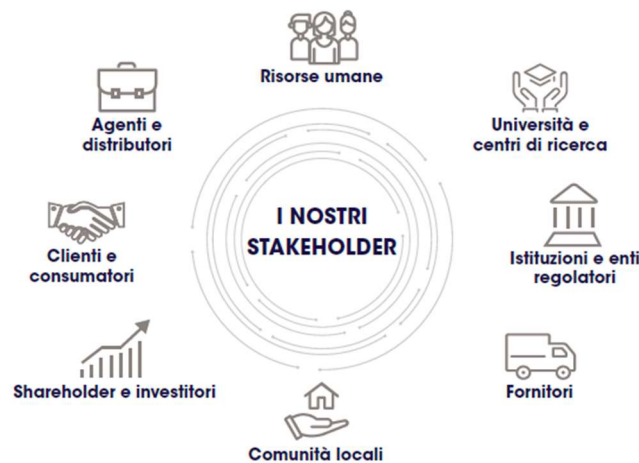 Risorse umane
Agenti e
distributori
Università e
centri di ricerca
I NOSTRI
STAKEHOLDER
Clienti e
consumatori
Istituzioni e enti
regolatori
Shareholder e investitori
Fornitori
Comunità locali